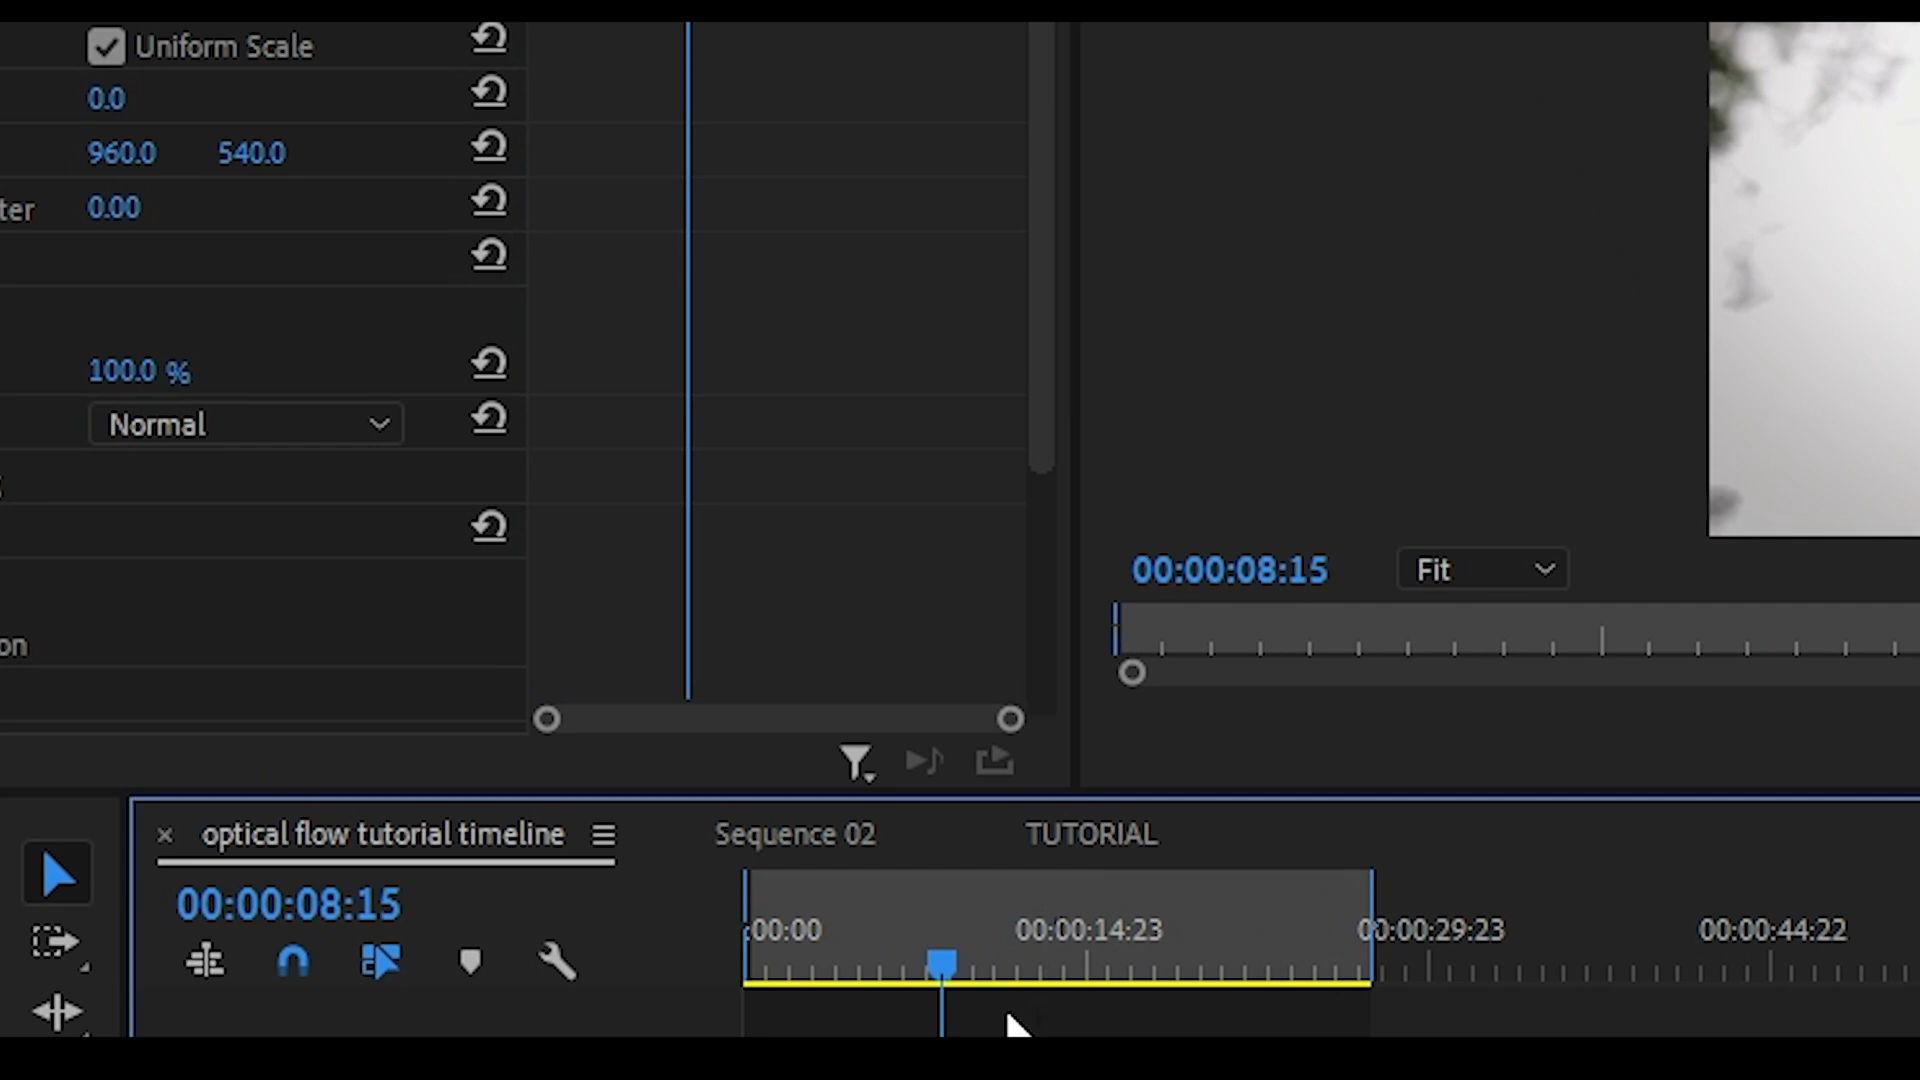 Uniform Scale
0.0
960.0 540.0
ter 0.00
100.0 %
Normal
on
00:00:08:15 Fit
× optical flow tutorial timeline Sequence 02 TUTORIAL
00:00:08:15
:00:00 00:00:14:23 00:00:29:23 00:00:44:22